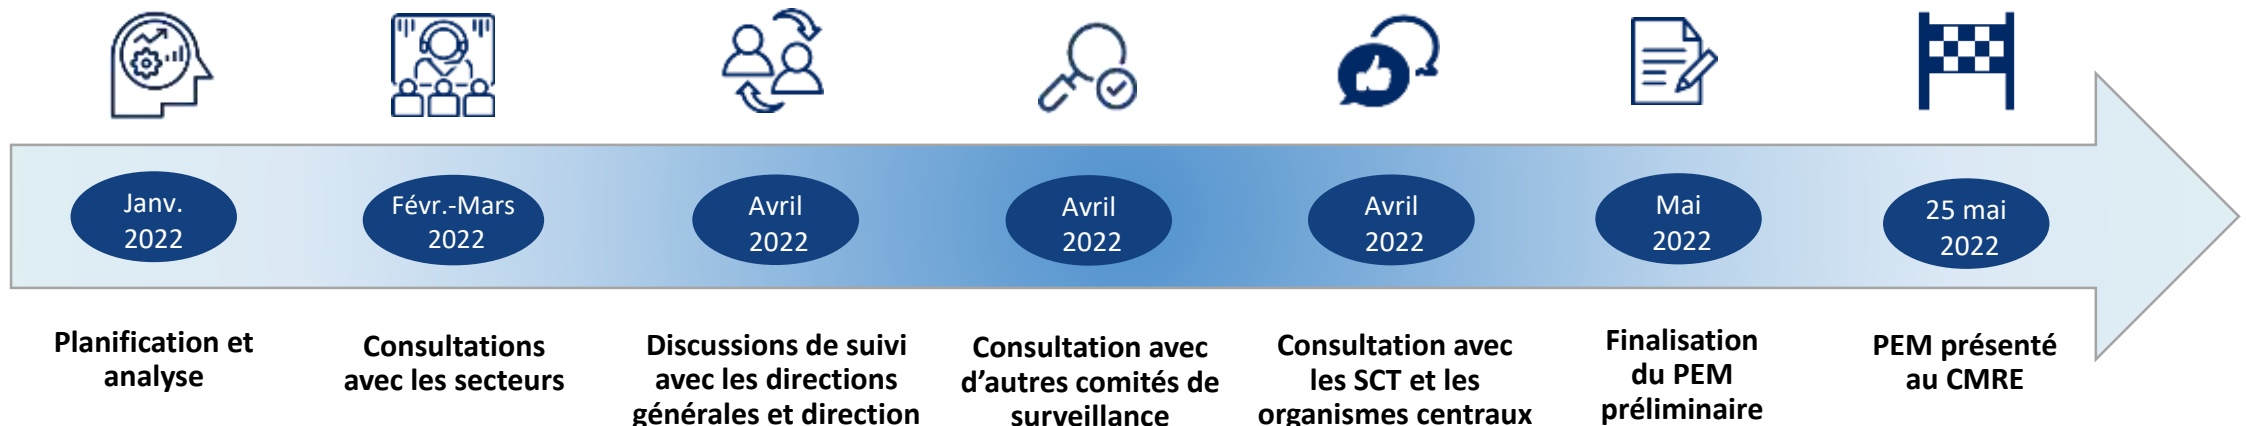 Janv.
2022
Févr.-Mars
2022
Avril
2022
Avril
2022
Avril
2022
Mai
2022
25 mai
2022
Planification et
analyse
Consultations
avec les secteurs
Discussions de suivi
avec les directions
générales et direction
Consultation avec
d'autres comités de
surveillance
Consultation avec
les SCT et les
organismes centraux
Finalisation
du PEM
préliminaire
PEM présenté
au CMRE